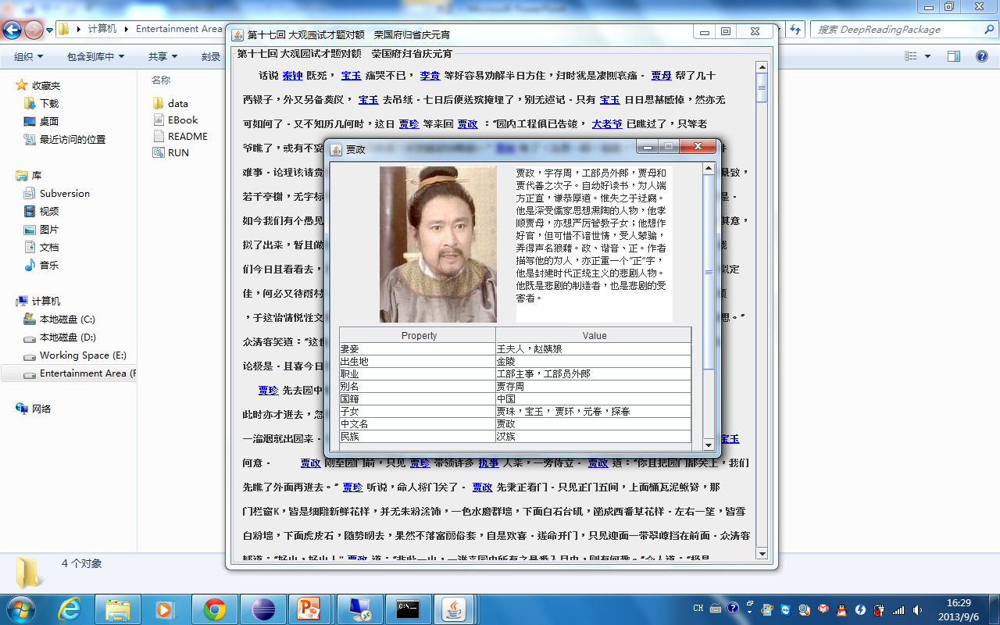 Microsoft PowerPoint
计算机
Entertainment Area
搜索 DeepReadingPackage
组织
包含到库中
共享
刻录
收藏夹
下载
桌面
最近访问的位置
库
Subversion
视频
图片
文档
音乐
计算机
本地磁盘 (C:)
本地磁盘 (D:)
Working Space (E:)
Entertainment Area (F
网络
名称
data
EBook
README
RUN
4 个对象
第十七回 大观园试才题对额 荣国府归省庆元宵
第十七回 大观园试才题对额 荣国府归省庆元宵
话说 秦钟 既死， 宝玉 痛哭不已， 李贵 等好容易劝解半日方住，归时犹是凄恻哀痛． 贾母 帮了几十
两银子，外又另备奠仪， 宝玉 去吊纸．七日后便送殡掩埋了，别无述记．只有 宝玉 日日思慕感悼，然亦无
可如何了．又不知历几何时，这日 贾珍 等来回 贾政 ：“园内工程俱已告竣， 大老爷 已瞧过了，只等老
爷瞧了，或有不妥
难事．论理该请贵
景致，
若干亭榭，无字标
是．
如今我们有个愚见
其意，
拟了出来，暂且做
我
们今日且看看去，
拟定
佳，何必又待雨村
，于这怡情悦性文
思。”
众清客笑道：“这也
论极是．且喜今日
贾珍 先去园中
此时亦才进去，忽
一溜烟就出园来．
宝玉
何意． 贾政 刚至园门前，只见 贾珍 带领许多 执事 人来，一旁侍立． 贾政 道：“你且把园门都关上，我们
先瞧了外面再进去。” 贾珍 听说，命人将门关了． 贾政 先秉正看门．只见正门五间，上面桶瓦泥鳅脊，那
门栏窗K，皆是细雕新鲜花样，并无朱粉涂饰，一色水磨群墙，下面白石台矶，凿成西番草花样．左右一望，皆雪
白粉墙，下面虎皮石，随势砌去，果然不落富丽俗套，自是欢喜．遂命开门，只见迎面一带翠嶂挡在前面．众清客
都道：“好山，好山！” 贾政 道：“非此一山，一进来园中所有之景悉入目中，则有何趣。”众人道：“极是
贾政
贾政，字存周，工部员外郎，贾母和
贾代善之次子。自幼好读书，为人端
方正直，谦恭厚道。惟失之于迂腐。
他是深受儒家思想熏陶的人物，他孝
顺贾母，亦想严厉管教子女；他想作
好官，但可惜不谙世情，受人蒙骗，
弄得声名狼藉。政、谐音、正。作者
描写他的为人，亦正重一个“正”字，
他是封建时代正统主义的悲剧人物。
他既是悲剧的制造者，也是悲剧的受
害者。
Property Value
妻妾 王夫人，赵姨娘
出生地 金陵
职业 工部主事，工部员外郎
别名 贾存周
国籍 中国
子女 贾珠，宝玉， 贾环，元春，探春
中文名 贾政
民族 汉族
CH
16:29
2013/9/6